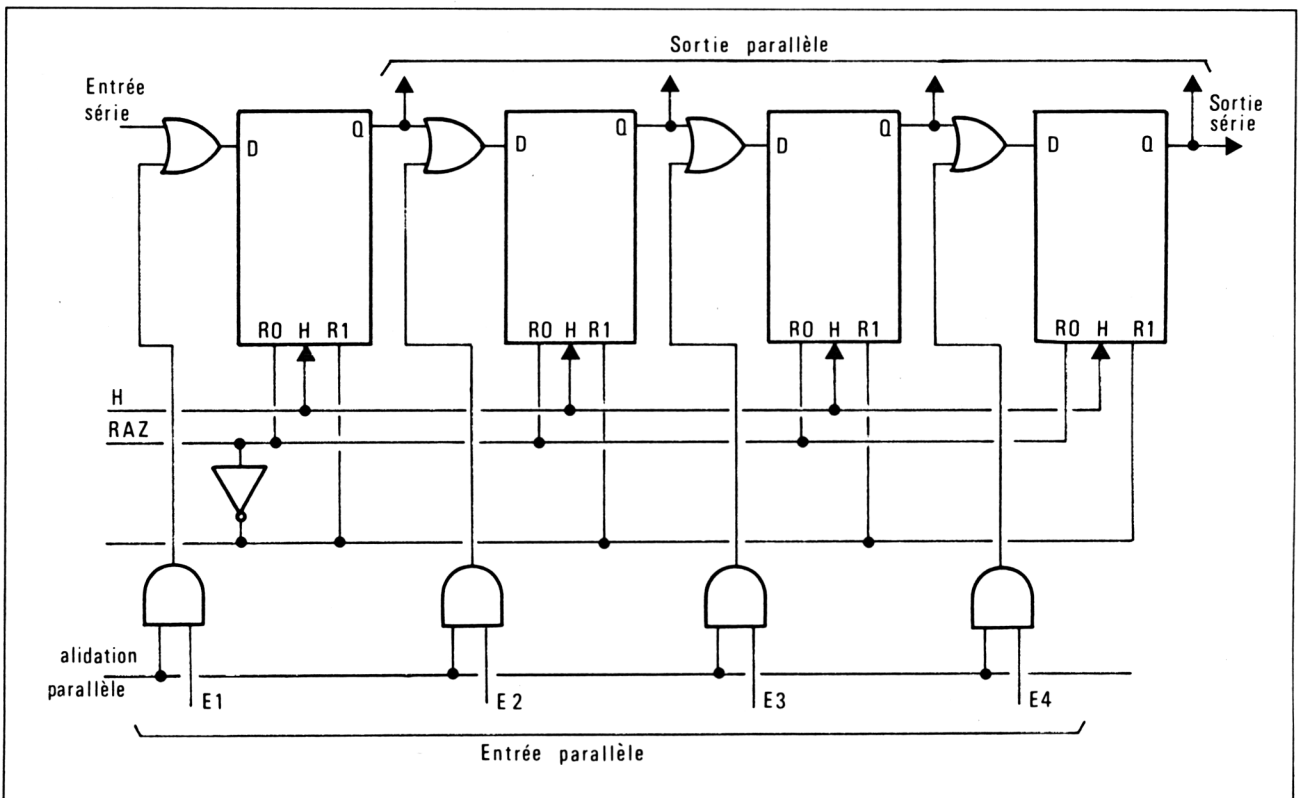 Sortie parallèle
Entrée
série
Sortie
série
D Q
D Q
D Q
D Q
R0 H R1
R0 H R1
R0 H R1
R0 H R1
H
RAZ
alidation
parallèle
E1
E2
E3
E4
Entrée parallèle